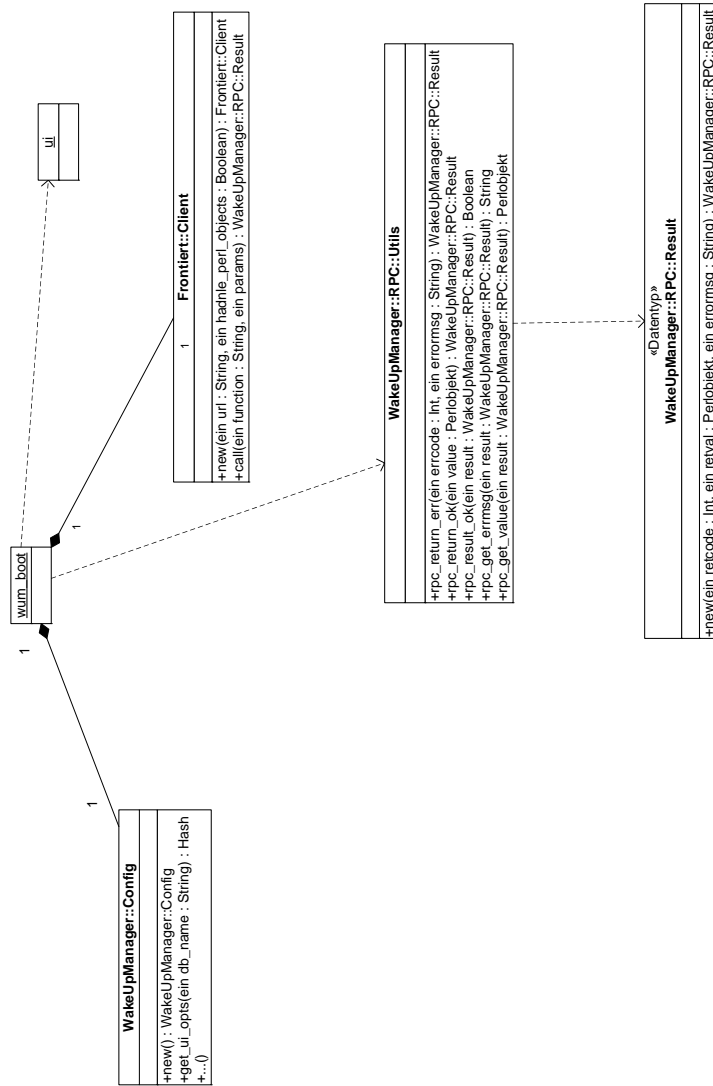 ui
wum_boot
1
1
1
1
Frontiert::Client
+new(ein url : String, ein hadnle_perl_objects : Boolean) : Frontiert::Client
+call(ein function : String, ein params) : WakeUpManager::RPC::Result
WakeUpManager::Config
+new() : WakeUpManager::Config
+get_ui_opts(ein db_name : String) : Hash
+...()
WakeUpManager::RPC::Utils
+rpc_return_err(ein errcode : Int, ein errormsg : String) : WakeUpManager::RPC::Result
+rpc_return_ok(ein value : Perlobjekt) : WakeUpManager::RPC::Result
+rpc_result_ok(ein result : WakeUpManager::RPC::Result) : Boolean
+rpc_get_errmsg(ein result : WakeUpManager::RPC::Result) : String
+rpc_get_value(ein result : WakeUpManager::RPC::Result) : Perlobjekt
«Datentyp»
WakeUpManager::RPC::Result
+new(ein retcode : Int, ein retval : Perlobjekt, ein errormsg : String) : WakeUpManager::RPC::Result